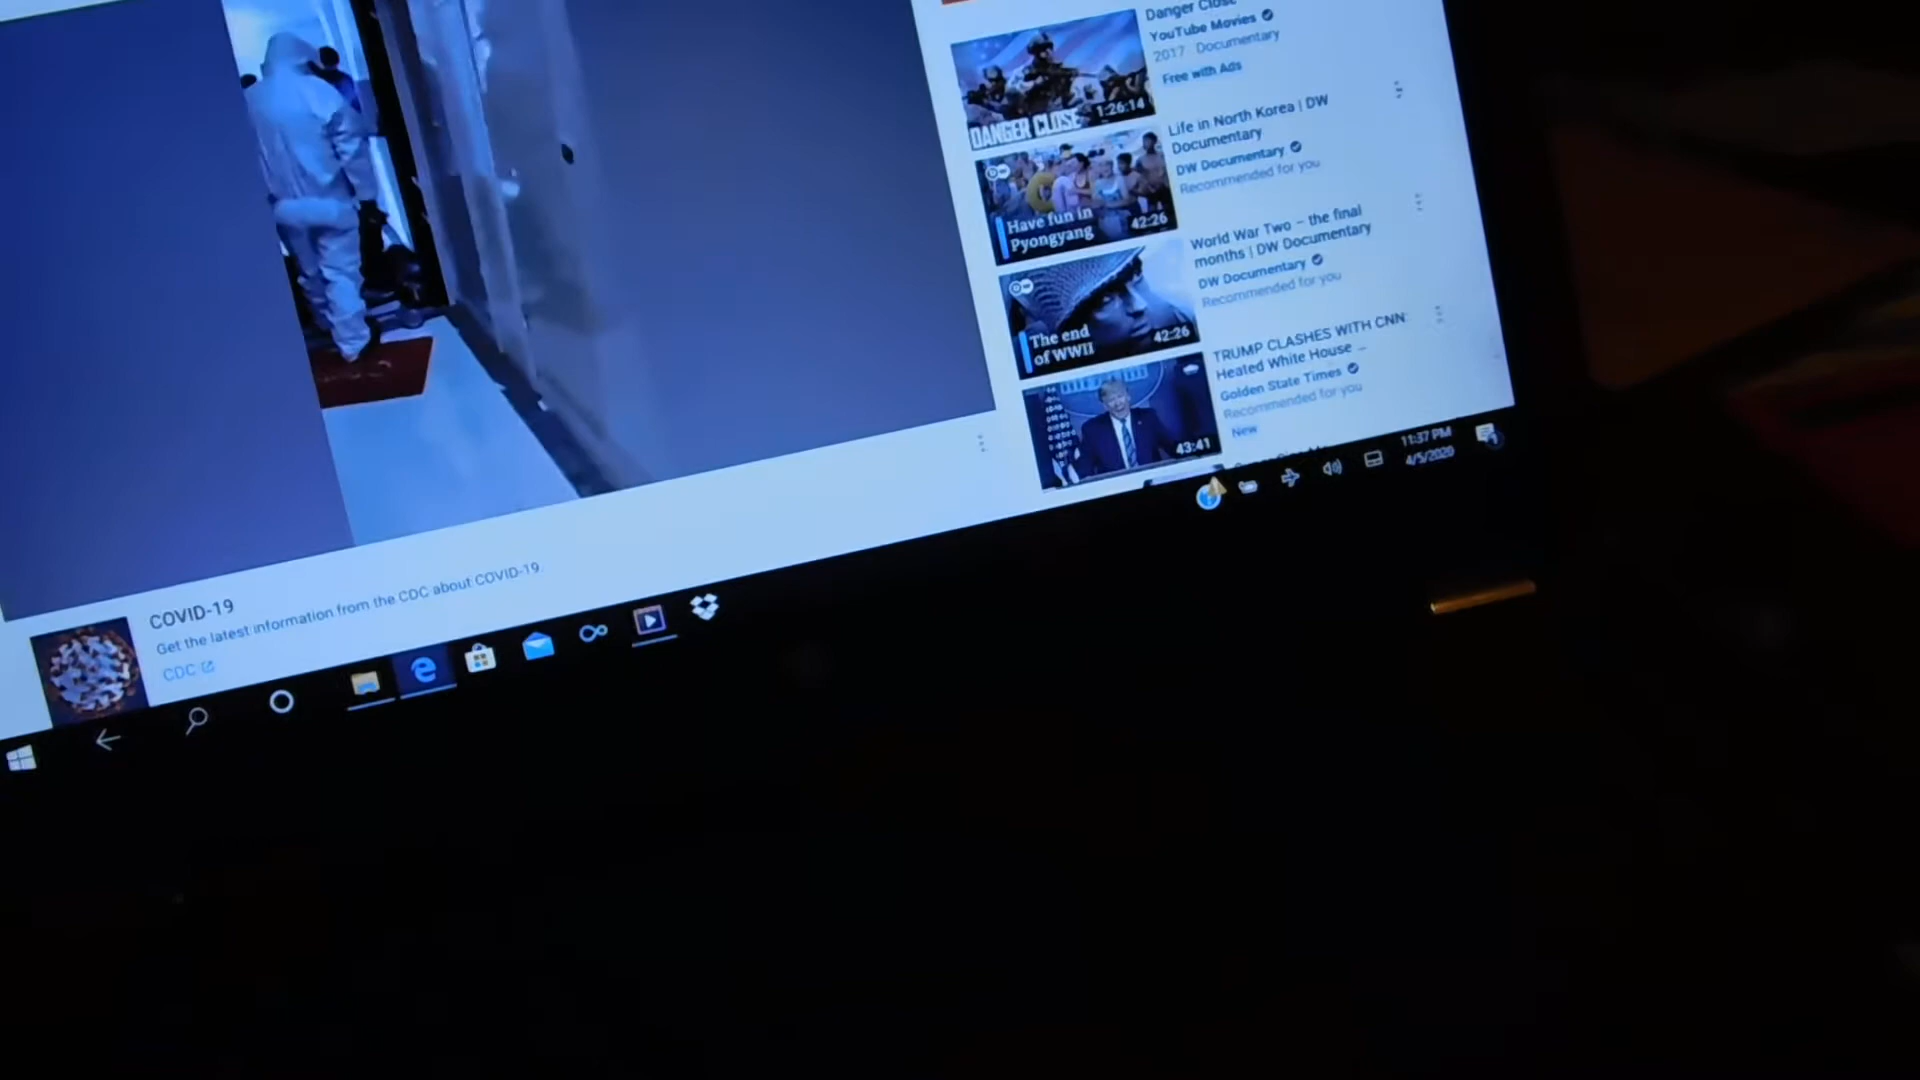 Danger Close
YouTube Movies
2017 Documentary
Free with Ads
DANGER CLOSE
1:26:14
Life in North Korea | DW
Documentary
DW Documentary
Recommended for you
Have fun in
Pyongyang
42:26
World War Two – the final
months | DW Documentary
DW Documentary
Recommended for you
The end
of WWII
42:26
TRUMP CLASHES WITH CNN:
Heated White House ...
Golden State Times
Recommended for you
New
43:41
COVID-19
Get the latest information from the CDC about COVID-19.
CDC
11:37 PM
4/5/2020